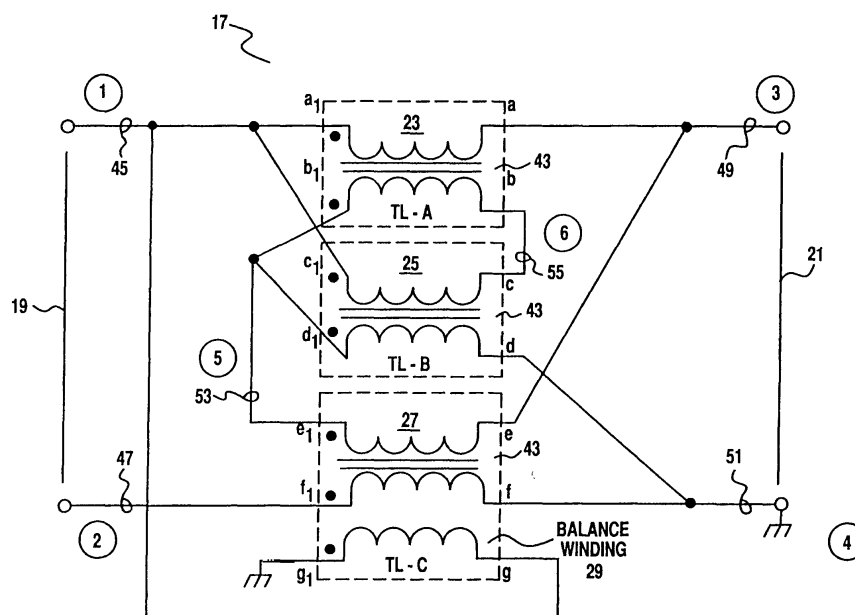 17
1
a1
a
3
23
45
49
43
b1
b
TL - A
6
c1
25
c
55
21
19
43
d1
d
5
TL - B
53
27
e1
e
43
47
51
f1
f
2
BALANCE
WINDING
29
4
TL - C
g1
g